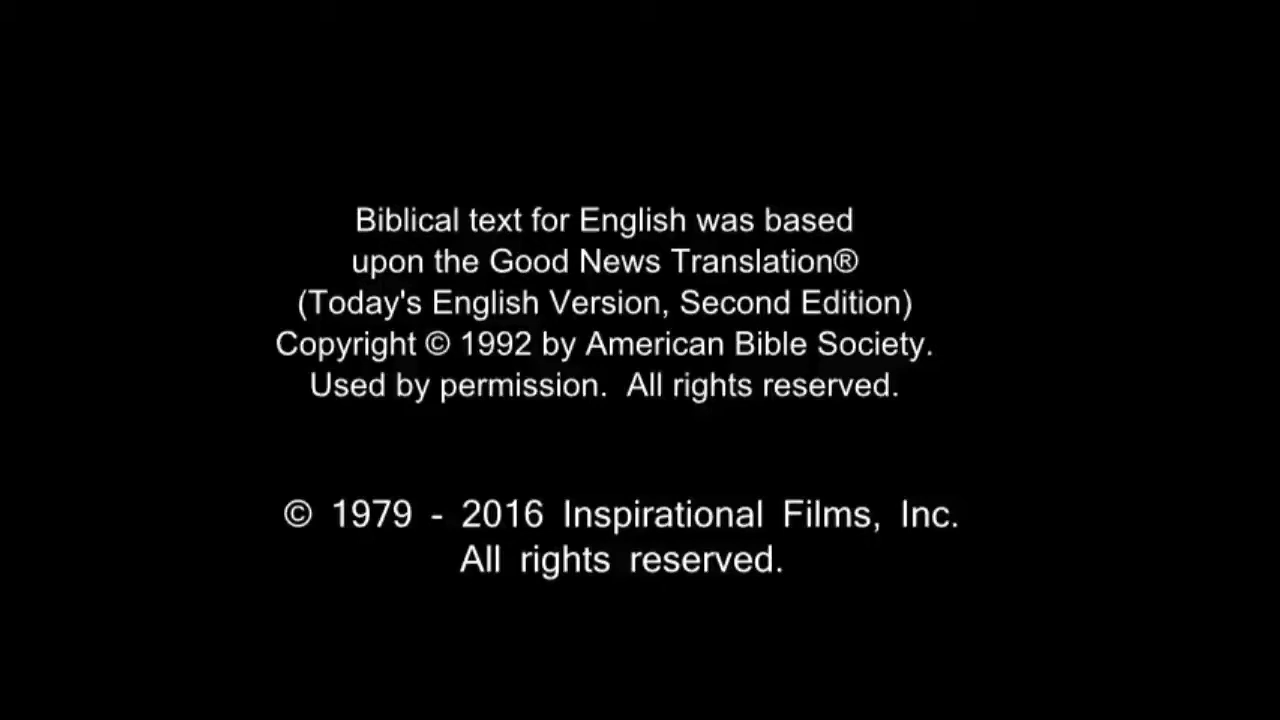 Biblical text for English was based
upon the Good News Translation®
(Today's English Version, Second Edition)
Copyright © 1992 by American Bible Society.
Used by permission.  All rights reserved.
© 1979 - 2016 Inspirational Films, Inc.
All rights reserved.